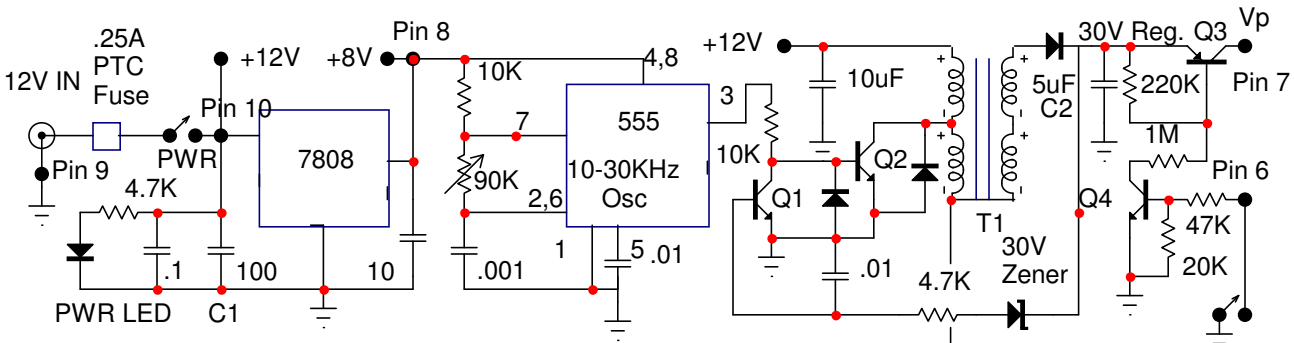 .25A
PTC
Fuse
12V IN
Pin 9
PWR
Pin 10
+12V
4.7K
.1
100
PWR LED
C1
7808
+8V
Pin 8
10
10K
7
90K
2,6
.001
4,8
555
10-30KHz
Osc
3
1
5
.01
+12V
10uF
10K
Q1
Q2
.01
+
+
+
+
T1
4.7K
30V
Zener
30V Reg.
5uF
C2
220K
Q3
Vp
Pin 7
1M
Q4
Pin 6
47K
20K